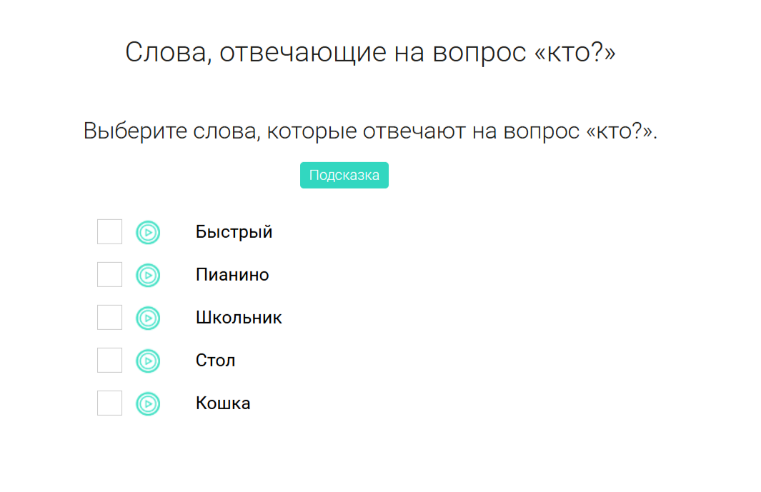 Слова, отвечающие на вопрос «кто?»
Выберите слова, которые отвечают на вопрос «кто?».
Подсказка
Быстрый
Пианино
Школьник
Стол
Кошка